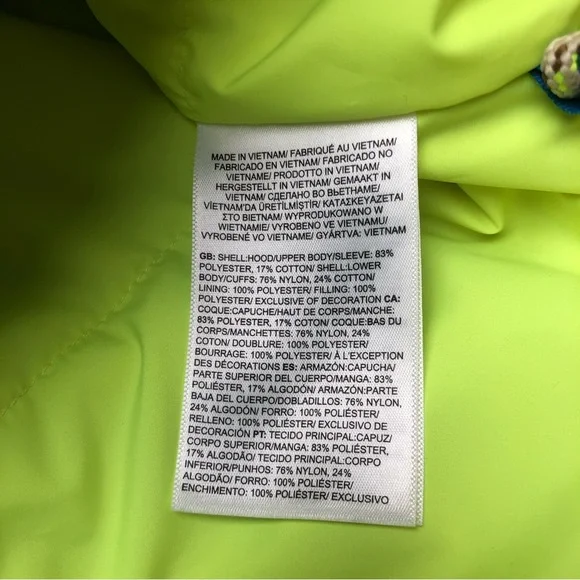 MADE IN VIETNAM/ FABRIQUÉ AU VIETNAM/
FABRICADO EN VIETNAM/ FABRICADO NO
VIETNAME/ PRODOTTO IN VIETNAM/
HERGESTELLT IN VIETNAM/ GEMAAKT IN
VIETNAM/ СДЕЛАНО ВО ВЬЕТНАМЕ/
VİETNAM'DA ÜRETİLMİŞTİR/ ΚΑΤΑΣΚΕΥΑΖΕΤΑΙ
ΣΤΟ ΒΙΕΤΝΑΜ/ WYPRODUKOWANO W
WIETNAMIE/ VYROBENO VE VIETNAMU/
VYROBENÉ VO VIETNAME/ GYÁRTVA: VIETNAM
GB: SHELL:HOOD/UPPER BODY/SLEEVE: 83%
POLYESTER, 17% COTTON/ SHELL:LOWER
BODY/CUFFS: 76% NYLON, 24% COTTON/
LINING: 100% POLYESTER/ FILLING: 100%
POLYESTER/ EXCLUSIVE OF DECORATION CA:
COQUE:CAPUCHE/HAUT DE CORPS/MANCHE:
83% POLYESTER, 17% COTON/ COQUE:BAS DU
CORPS/MANCHETTES: 76% NYLON, 24%
COTON/ DOUBLURE: 100% POLYESTER/
BOURRAGE: 100% POLYESTER/ À L'EXCEPTION
DES DÉCORATIONS ES: ARMAZÓN:CAPUCHA/
PARTE SUPERIOR DEL CUERPO/MANGA: 83%
POLIÉSTER, 17% ALGODÓN/ ARMAZÓN:PARTE
BAJA DEL CUERPO/DOBLADILLOS: 76% NYLON,
24% ALGODÓN/ FORRO: 100% POLIÉSTER/
RELLENO: 100% POLIÉSTER/ EXCLUSIVO DE
DECORACIÓN PT: TECIDO PRINCIPAL:CAPUZ/
CORPO SUPERIOR/MANGA: 83% POLIÉSTER,
17% ALGODÃO/ TECIDO PRINCIPAL:CORPO
INFERIOR/PUNHOS: 76% NYLON, 24%
ALGODÃO/ FORRO: 100% POLIÉSTER/
ENCHIMENTO: 100% POLIÉSTER/ EXCLUSIVO